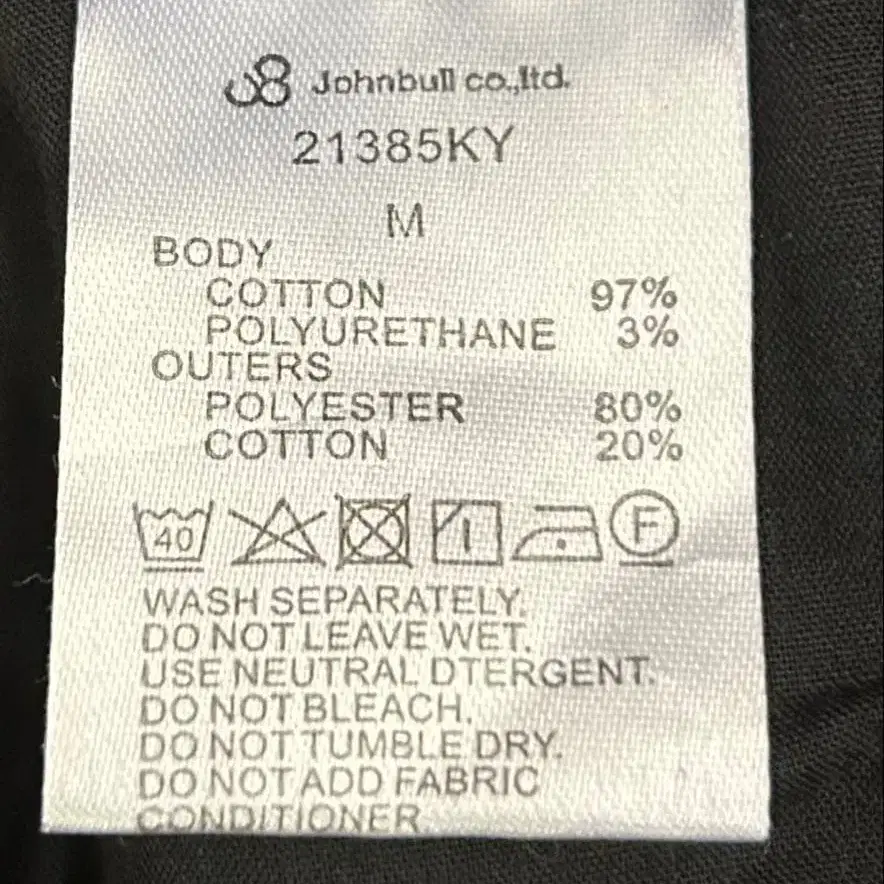 Johnbull co.,ltd.
21385KY
M
BODY
COTTON 97%
POLYURETHANE 3%
OUTERS
POLYESTER 80%
COTTON 20%
40 F
WASH SEPARATELY.
DO NOT LEAVE WET.
USE NEUTRAL DTERGENT.
DO NOT BLEACH.
DO NOT TUMBLE DRY.
DO NOT ADD FABRIC
CONDITIONER